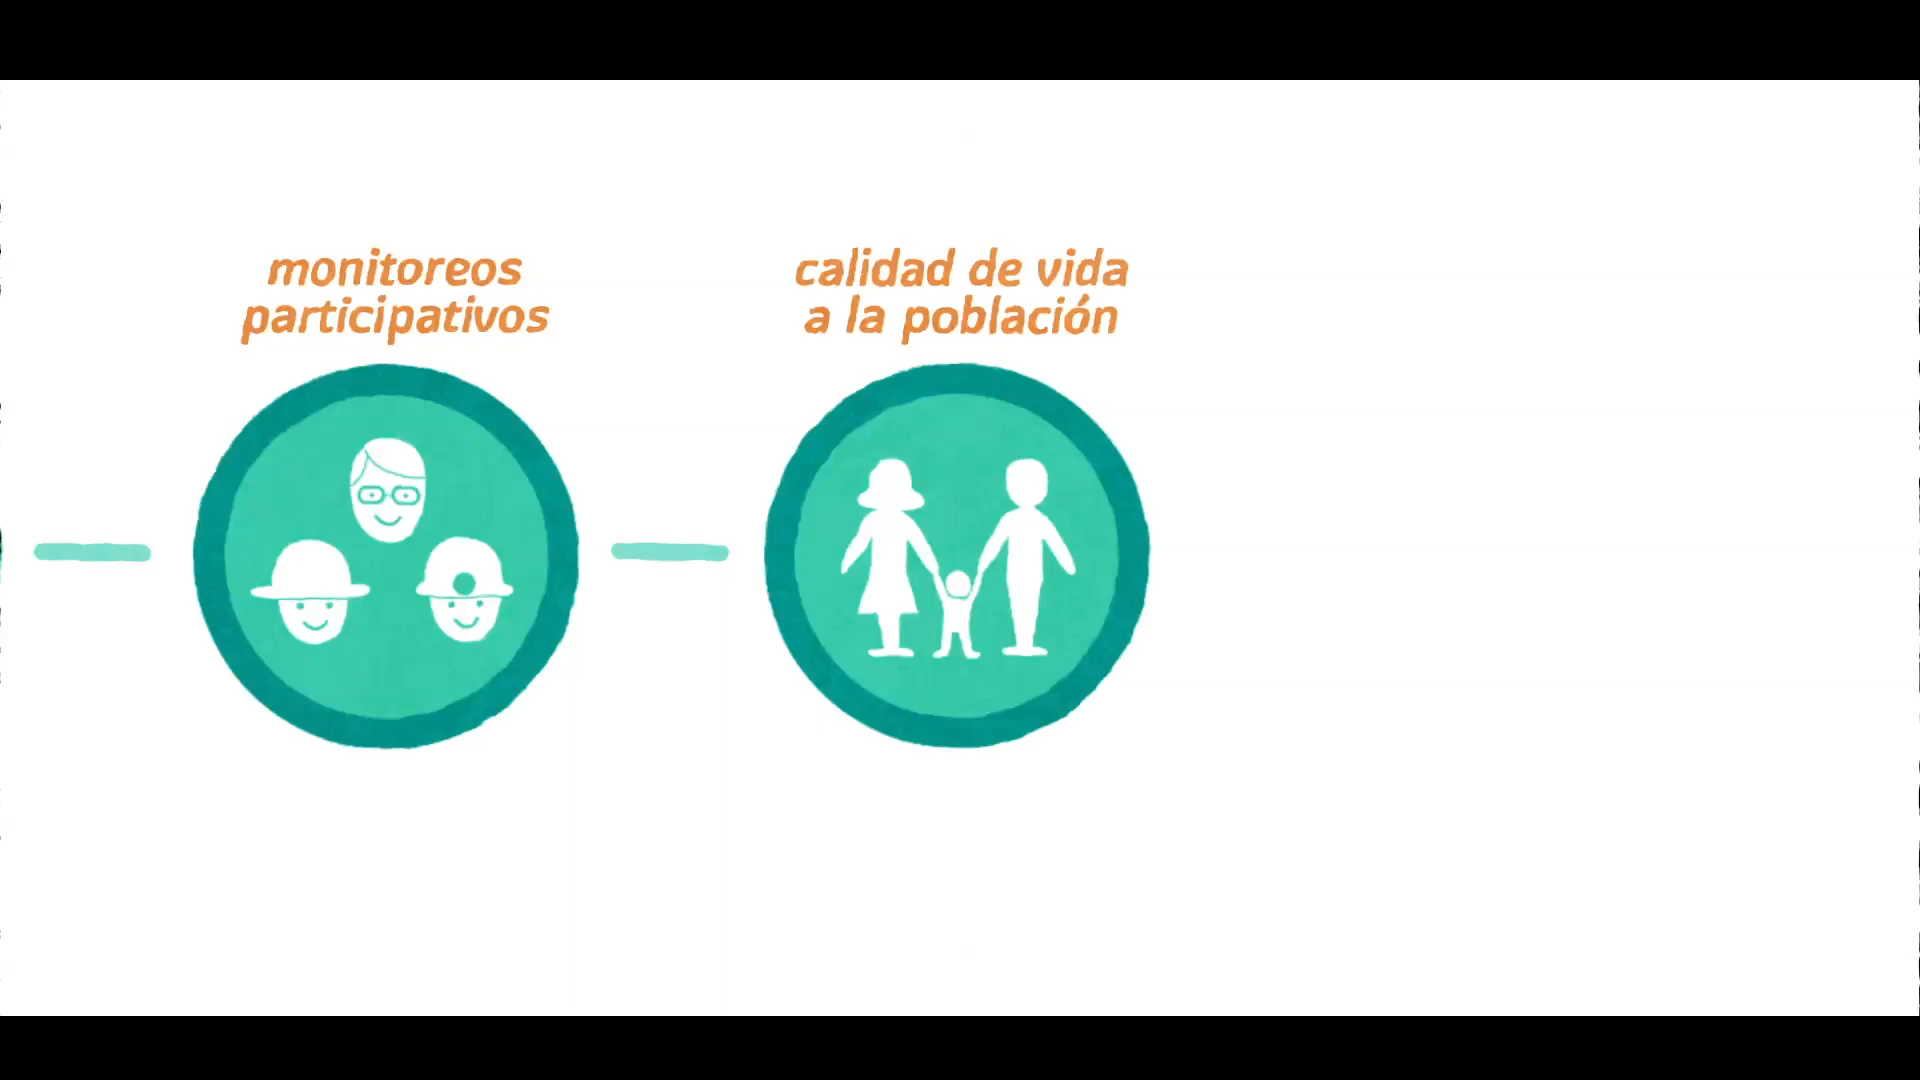 monitoreos
participativos
calidad de vida
a la población